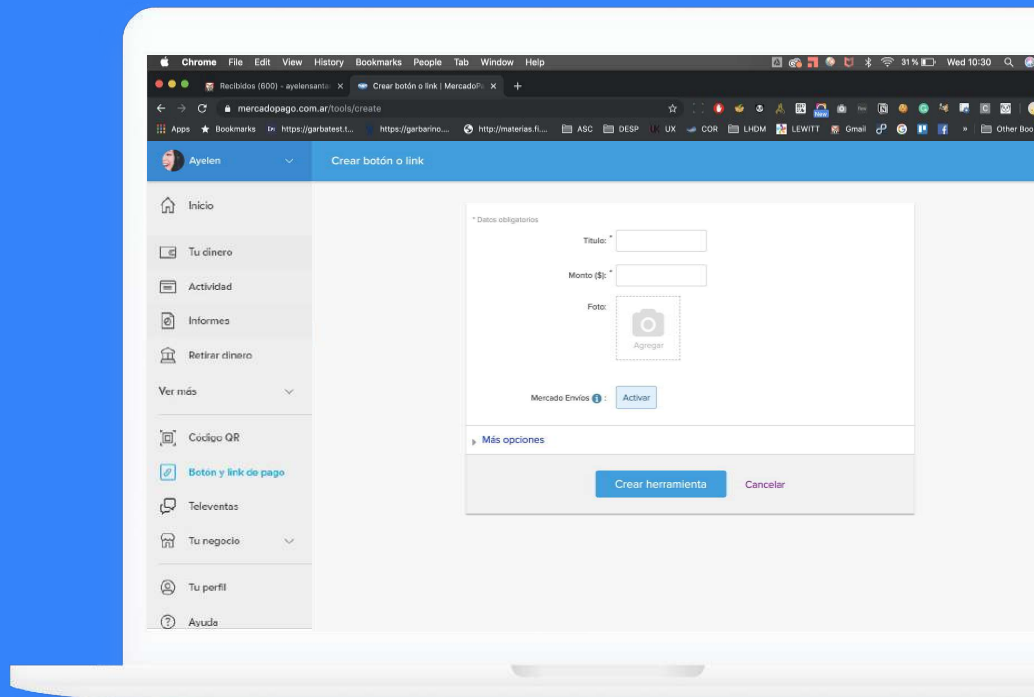 Chrome File Edit View History Bookmarks People Tab Window Help 31% Wed 10:30
Recibidos (600) - ayelensanta Crear botón o link | MercadoP
mercadopago.com.ar/tools/create New
Apps Bookmarks https://garbatest.t... https://garbarino.... http://materias.fi.... ASC DESP UX COR LHDM LEWITT Gmail » Other Boo
Ayelen
Crear botón o link
Inicio
Tu dinero
Actividad
Informes
Retirar dinero
Ver más
Código QR
Botón y link de pago
Televentas
Tu negocio
Tu perfil
Ayuda
* Datos obligatorios
Titulo: *
Monto ($): *
Foto:
Agregar
Mercado Envíos : Activar
Más opciones
Crear herramienta Cancelar